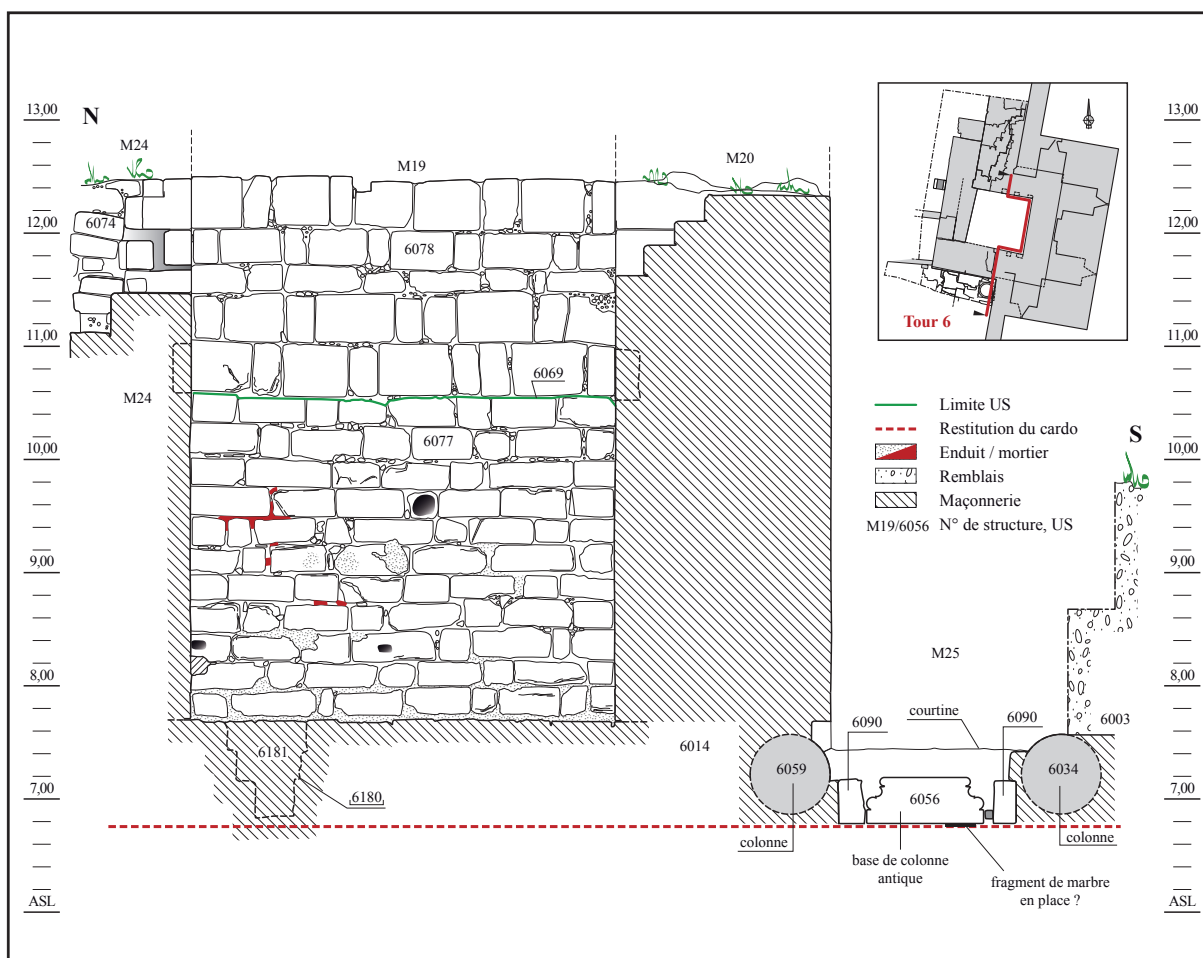 13,00
12,00
11,00
10,00
9,00
8,00
7,00
ASL
N
M24
M19
M20
6074
6078
6069
M24
6077
6181
6180
6014
6059
colonne
6090
courtine
6090
M25
6056
base de colonne
antique
fragment de marbre
en place ?
6034
colonne
6003
Tour 6
Limite US
Restitution du cardo
Enduit / mortier
Remblais
Maçonnerie
M19/6056 N° de structure, US
S
13,00
12,00
11,00
10,00
9,00
8,00
7,00
ASL